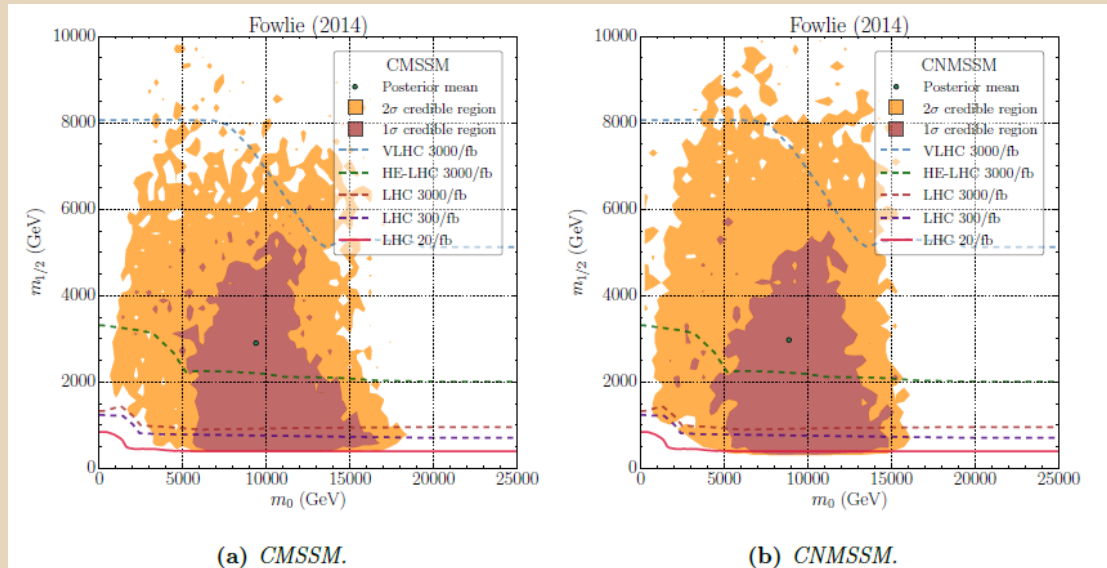 Fowlie (2014)
10000
8000
6000
4000
2000
0
m1/2 (GeV)
0
5000
10000
15000
20000
25000
m0 (GeV)
CMSSM
Posterior mean
2σ credible region
1σ credible region
VLHC 3000/fb
HE-LHC 3000/fb
LHC 3000/fb
LHC 300/fb
LHC 20/fb
(a) CMSSM.
Fowlie (2014)
10000
8000
6000
4000
2000
0
m1/2 (GeV)
0
5000
10000
15000
20000
25000
m0 (GeV)
CNMSSM
Posterior mean
2σ credible region
1σ credible region
VLHC 3000/fb
HE-LHC 3000/fb
LHC 3000/fb
LHC 300/fb
LHC 20/fb
(b) CNMSSM.